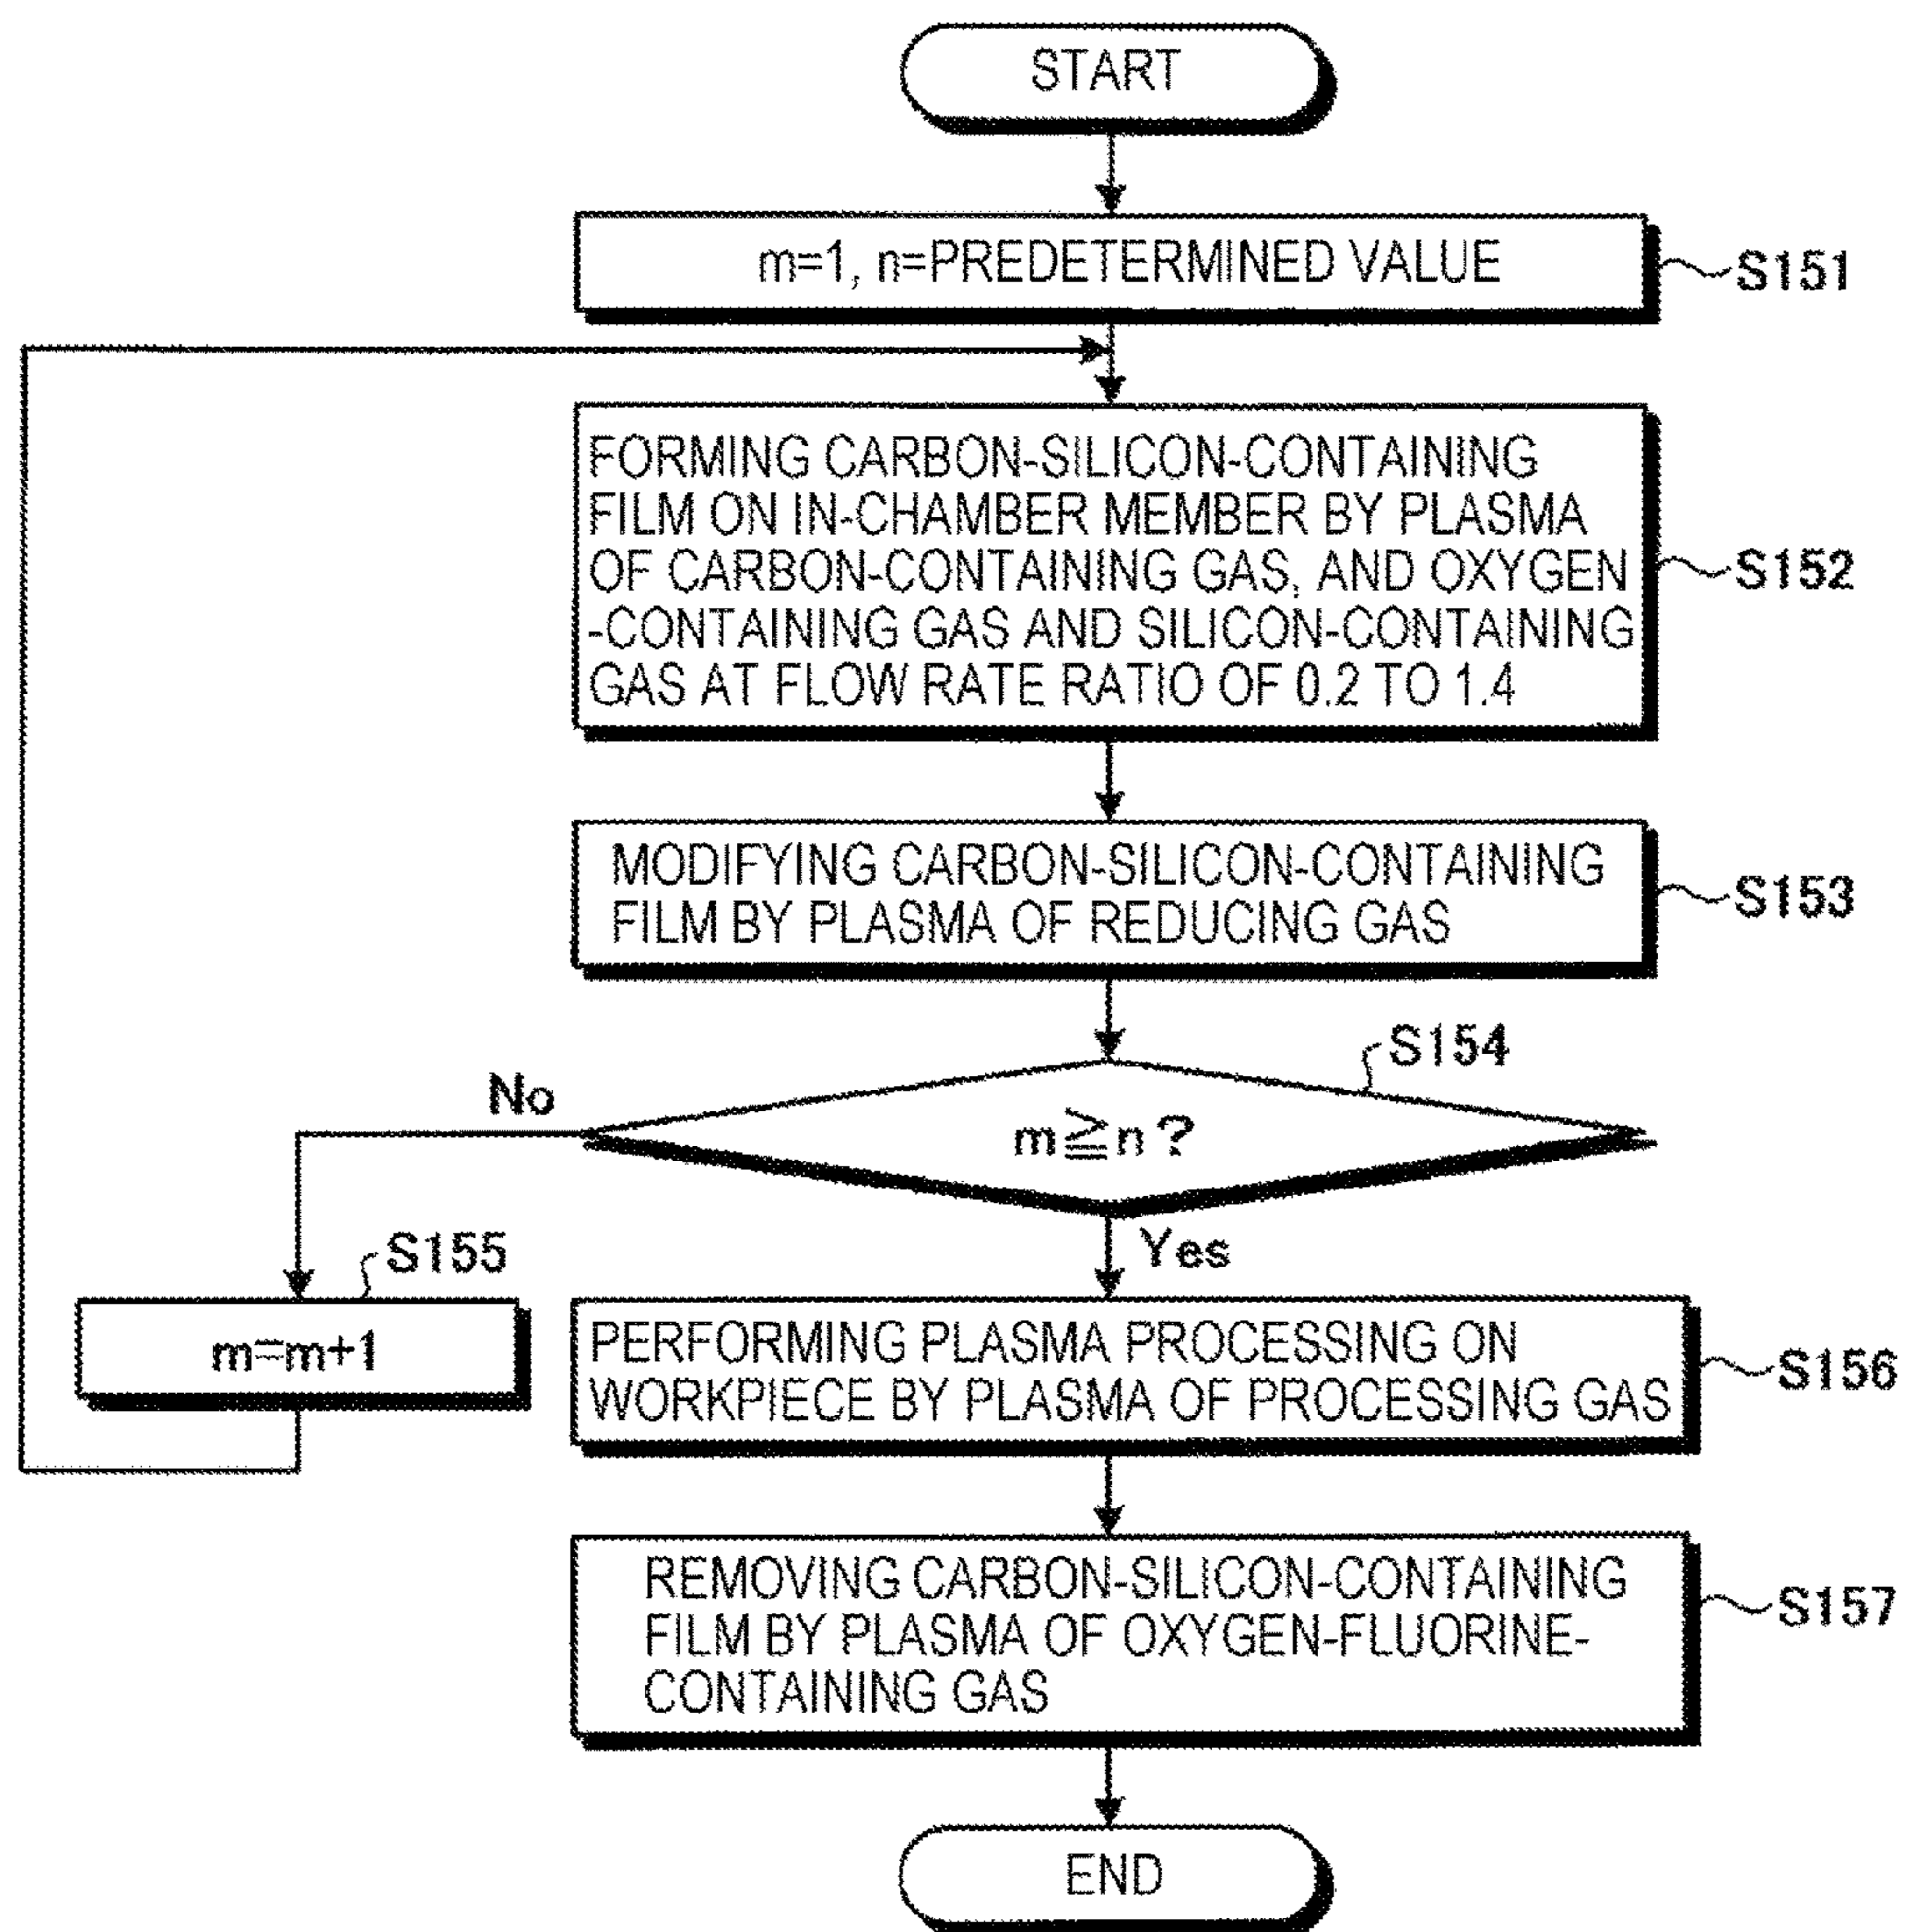 START
m=1, n=PREDETERMINED VALUE
S151
FORMING CARBON-SILICON-CONTAINING
FILM ON IN-CHAMBER MEMBER BY PLASMA
OF CARBON-CONTAINING GAS, AND OXYGEN
-CONTAINING GAS AND SILICON-CONTAINING
GAS AT FLOW RATE RATIO OF 0.2 TO 1.4
S152
MODIFYING CARBON-SILICON-CONTAINING
FILM BY PLASMA OF REDUCING GAS
S153
S154
m≧n?
No
Yes
S155
m=m+1
PERFORMING PLASMA PROCESSING ON
WORKPIECE BY PLASMA OF PROCESSING GAS
S156
REMOVING CARBON-SILICON-CONTAINING
FILM BY PLASMA OF OXYGEN-FLUORINE-
CONTAINING GAS
S157
END